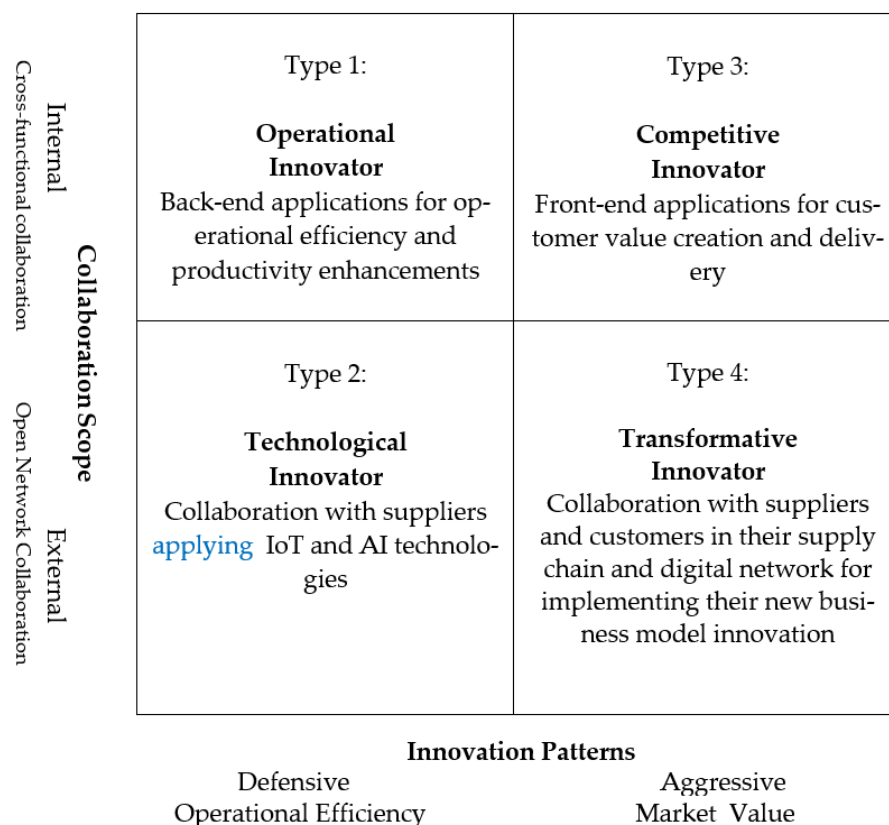 Type 1:
Operational
Innovator
Back-end applications for op-
erational efficiency and
productivity enhancements
Type 3:
Competitive
Innovator
Front-end applications for cus-
tomer value creation and deliv-
ery
Internal
Cross-functional collaboration
Collaboration Scope
Type 2:
Technological
Innovator
Collaboration with suppliers
applying IoT and AI technolo-
gies
Type 4:
Transformative
Innovator
Collaboration with suppliers
and customers in their supply
chain and digital network for
implementing their new busi-
ness model innovation
External
Open Network Collaboration
Innovation Patterns
Defensive
Operational Efficiency
Aggressive
Market Value